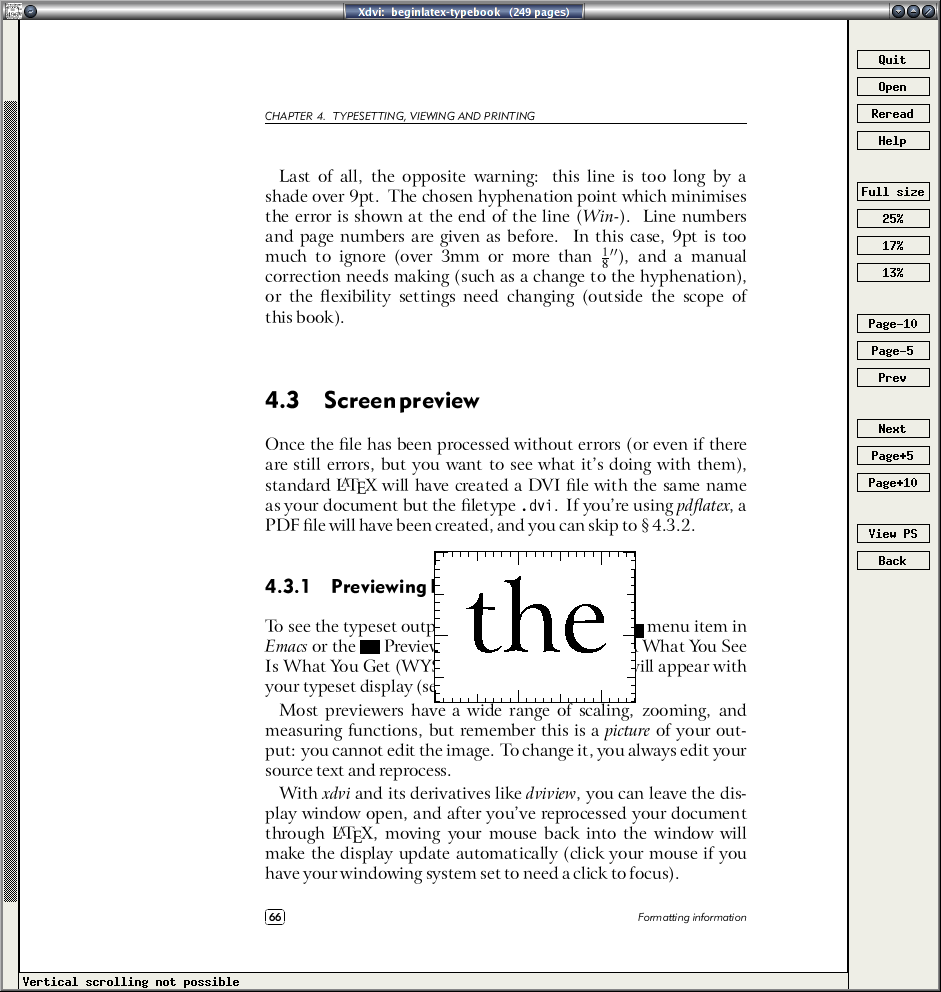 Xdvi: beginlatex-typebook (249 pages)
CHAPTER 4. TYPESETTING, VIEWING AND PRINTING
Last of all, the opposite warning: this line is too long by a
shade over 9pt. The chosen hyphenation point which minimises
the error is shown at the end of the line (Win-). Line numbers
and page numbers are given as before. In this case, 9pt is too
much to ignore (over 3mm or more than 1/8″), and a manual
correction needs making (such as a change to the hyphenation),
or the flexibility settings need changing (outside the scope of
this book).
4.3 Screen preview
Once the file has been processed without errors (or even if there
are still errors, but you want to see what it's doing with them),
standard LATEX will have created a DVI file with the same name
as your document but the filetype .dvi. If you're using pdflatex, a
PDF file will have been created, and you can skip to § 4.3.2.
4.3.1 Previewing
the
To see the typeset menu item in
Emacs or the What You See
Is What You Get will appear with
your typeset display
Most previewers have a wide range of scaling, zooming, and
measuring functions, but remember this is a picture of your out-
put: you cannot edit the image. To change it, you always edit your
source text and reprocess.
With xdvi and its derivatives like dviview, you can leave the dis-
play window open, and after you've reprocessed your document
through LATEX, moving your mouse back into the window will
make the display update automatically (click your mouse if you
have your windowing system set to need a click to focus).
66 Formatting information
Quit
Open
Reread
Help
Full size
25%
17%
13%
Page-10
Page-5
Prev
Next
Page+5
Page+10
View PS
Back
Vertical scrolling not possible